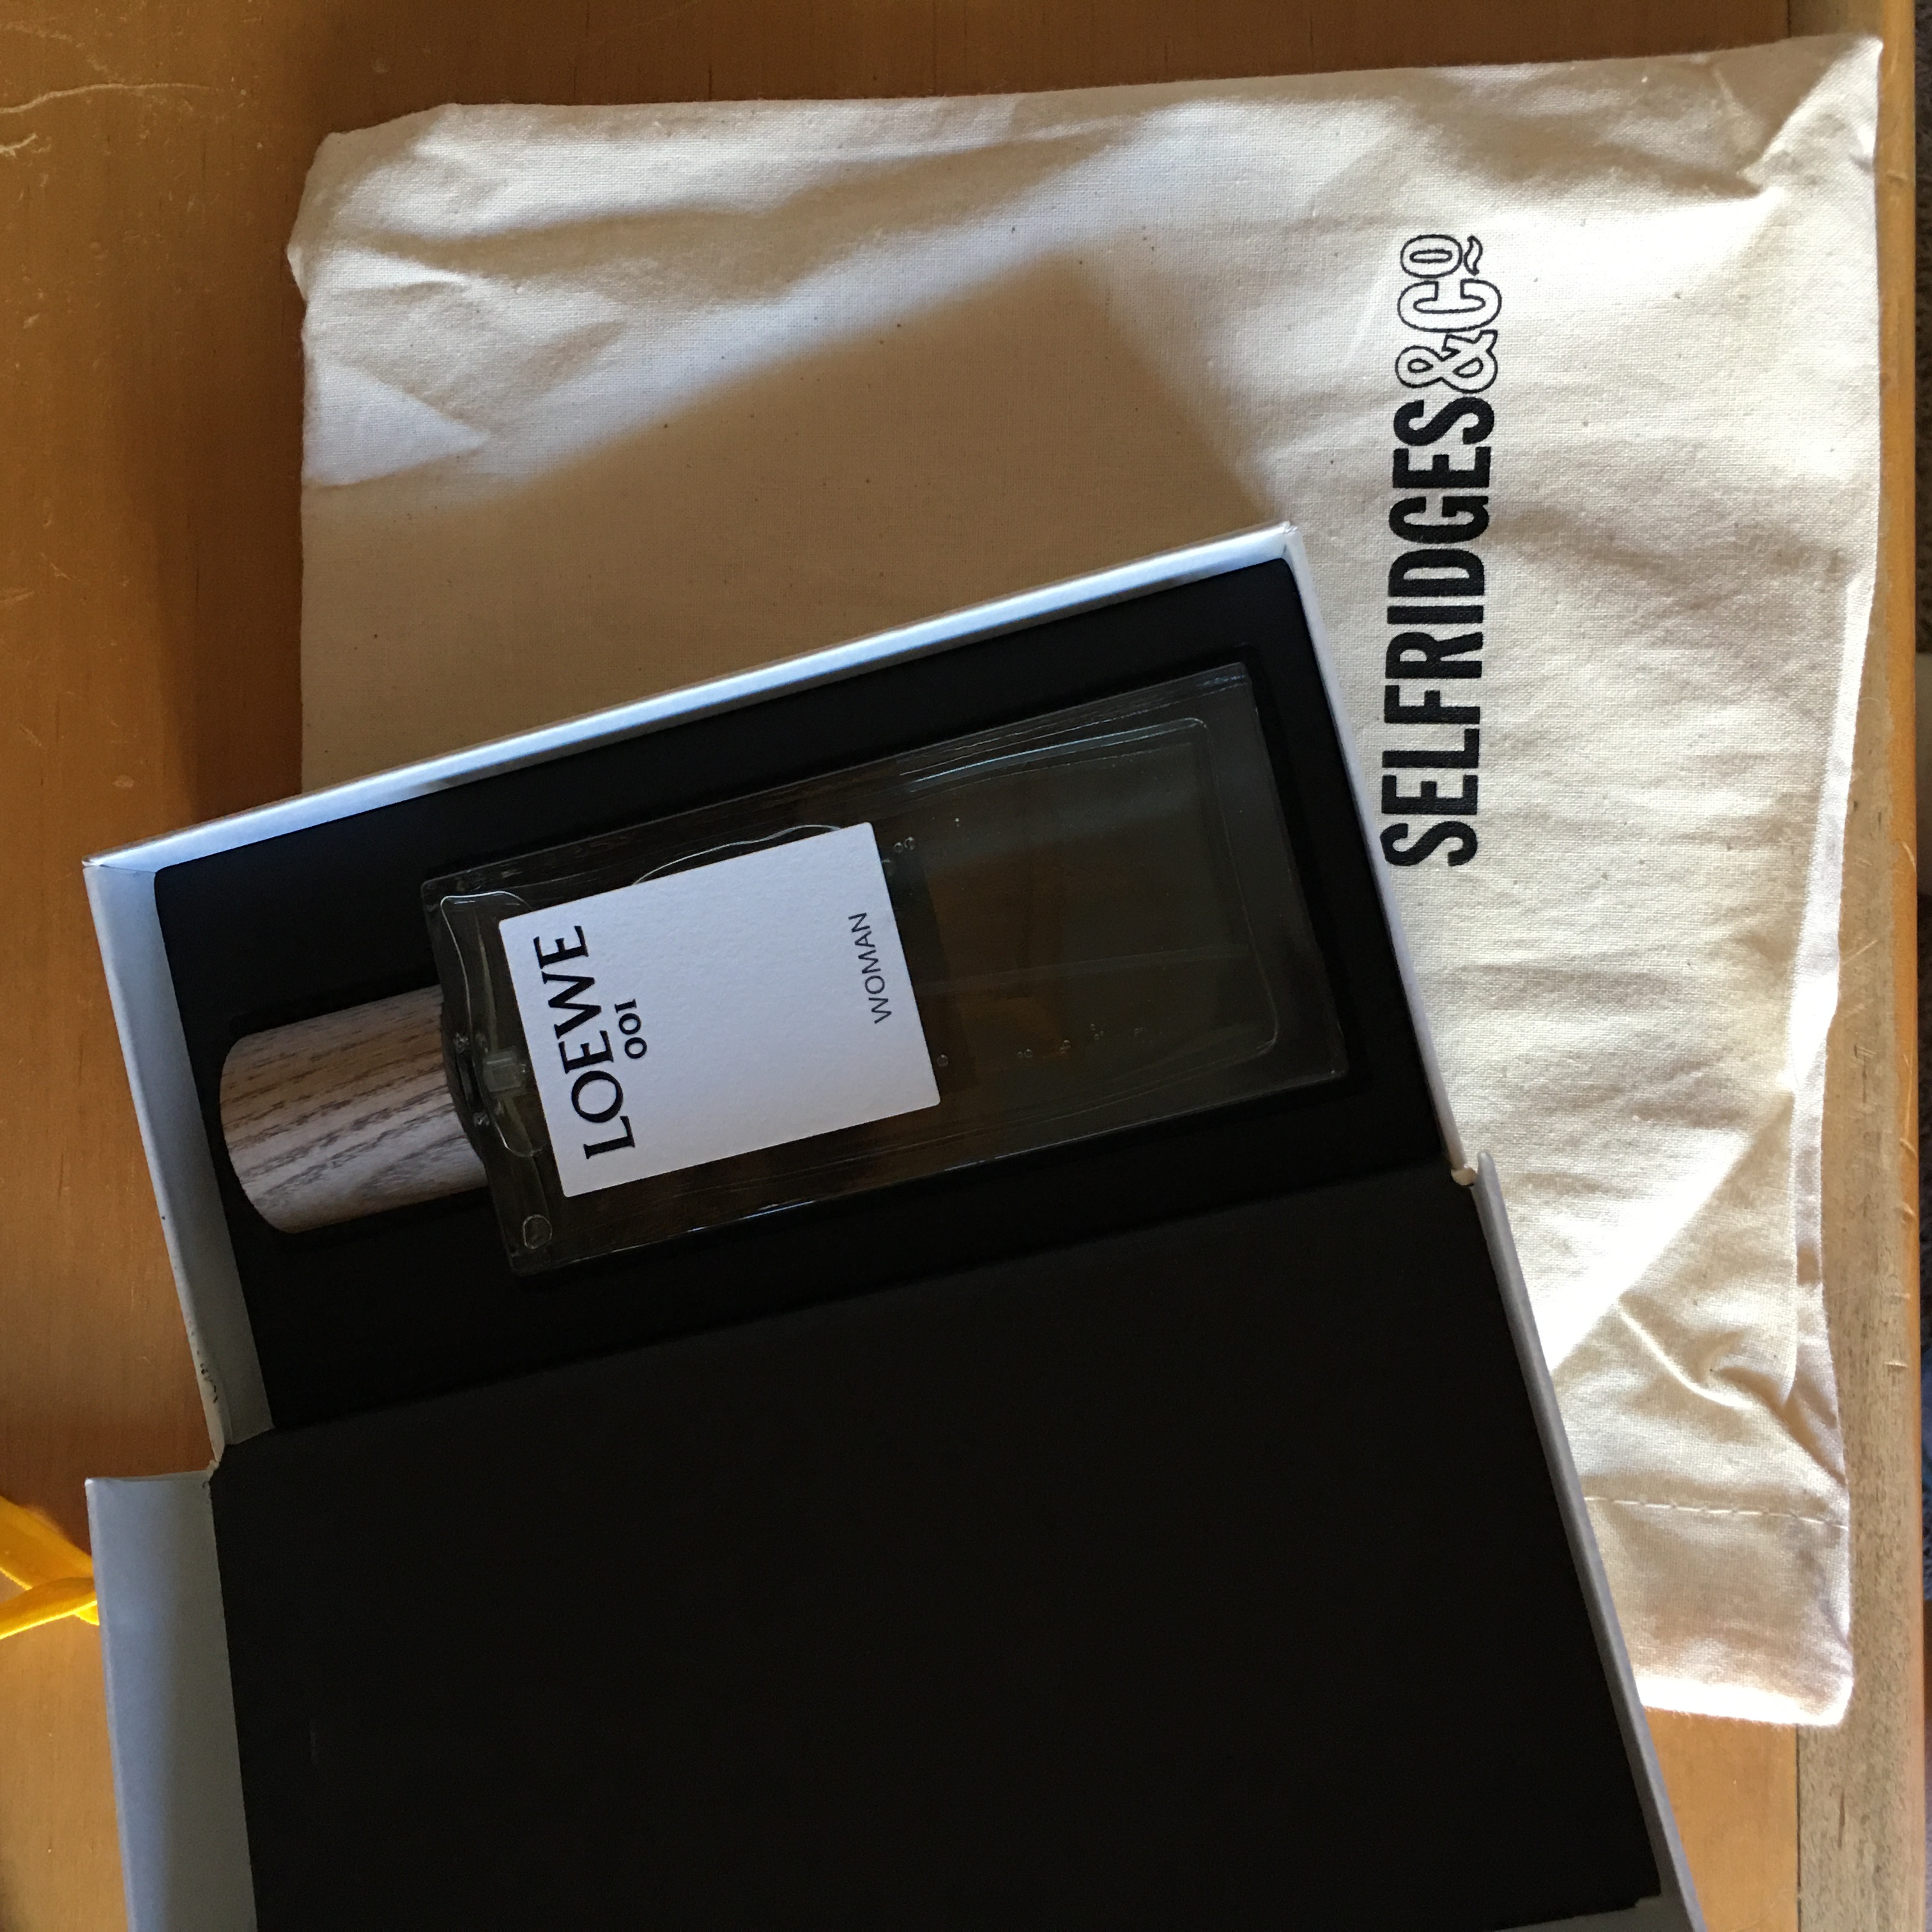 LOEWE
001
WOMAN
SELFRIDGES&Cº